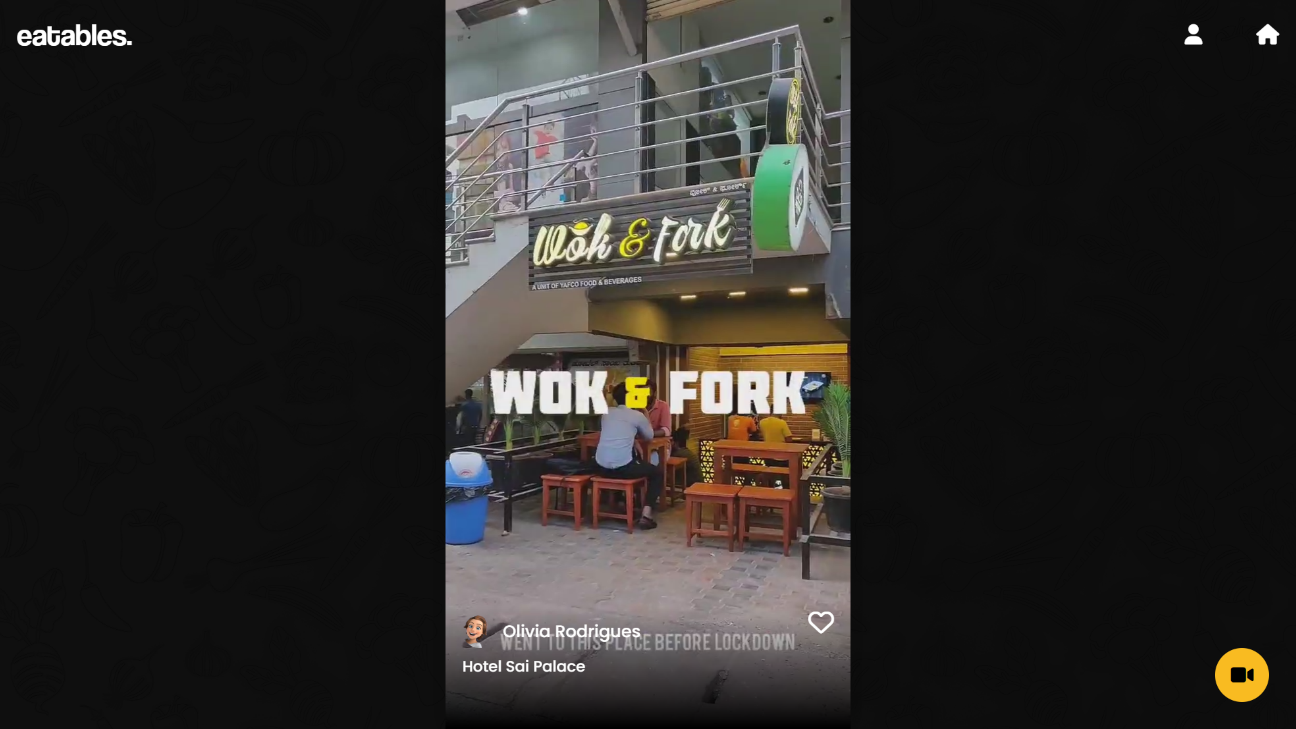 eatables.
Wok & Fork
A UNIT OF YAFCO FOOD & BEVERAGES
WOK & FORK
Olivia Rodrigues
WENT TO THIS PLACE BEFORE LOCKDOWN
Hotel Sai Palace